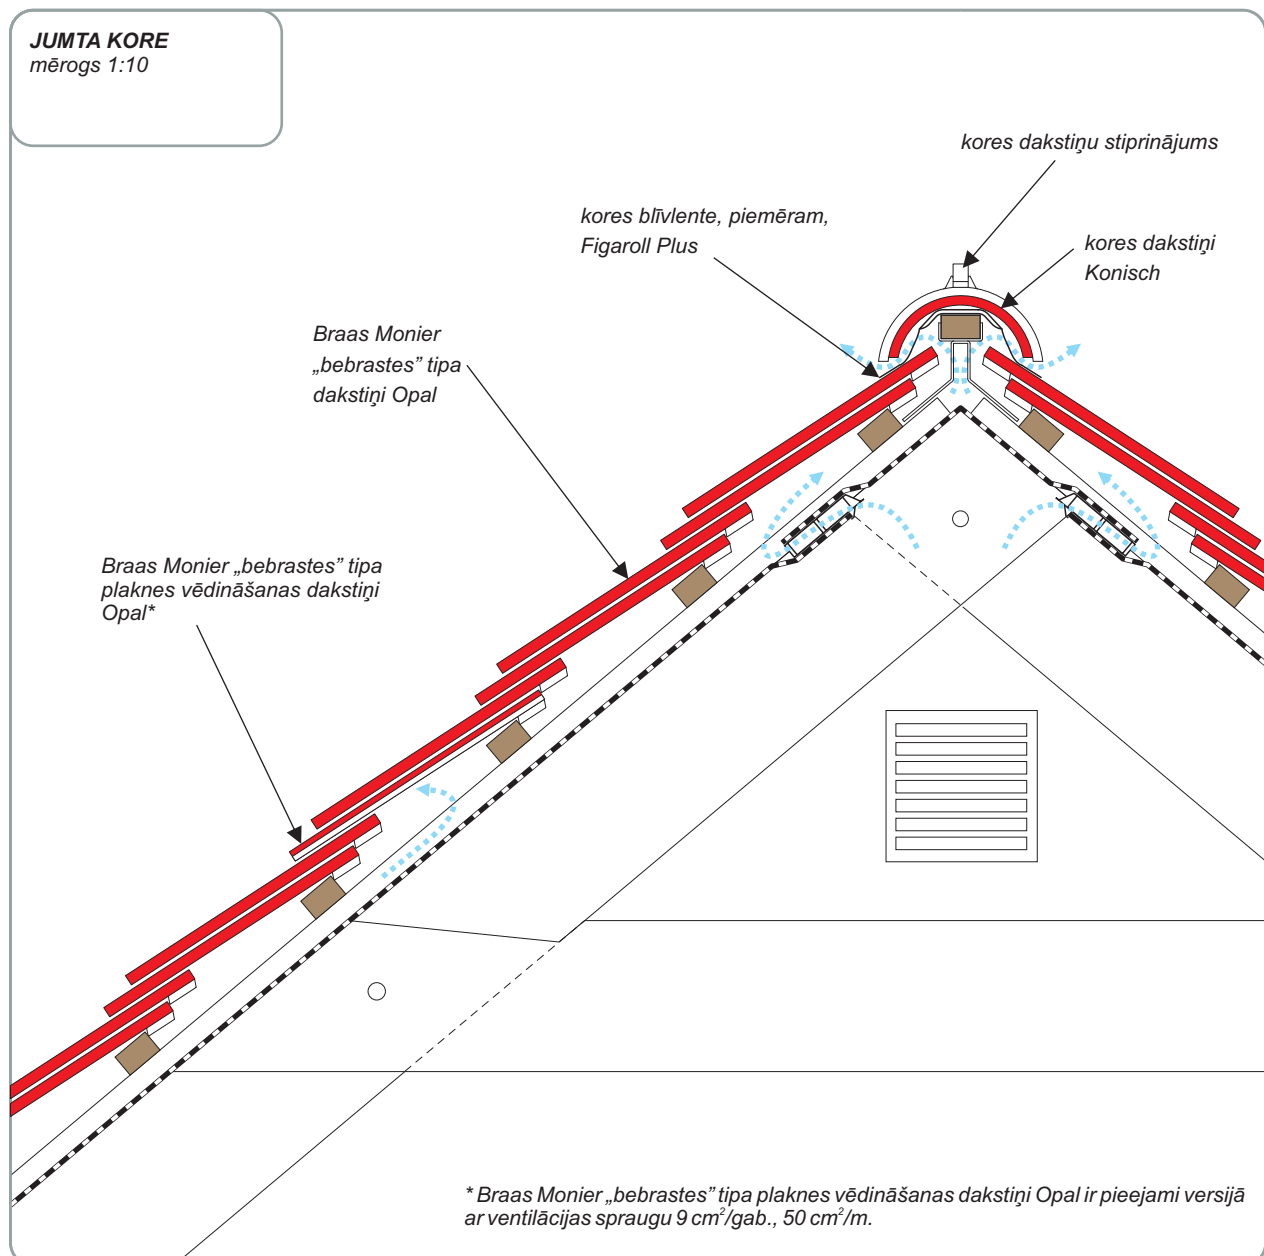 JUMTA KORE
mērogs 1:10
kores dakstiņu stiprinājums
kores blīvlente, piemēram,
Figaroll Plus
kores dakstiņi
Konisch
Braas Monier
„bebrastes” tipa
dakstiņi Opal
Braas Monier „bebrastes” tipa
plaknes vēdināšanas dakstiņi
Opal*
* Braas Monier „bebrastes” tipa plaknes vēdināšanas dakstiņi Opal ir pieejami versijā
ar ventilācijas spraugu 9 cm²/gab., 50 cm²/m.